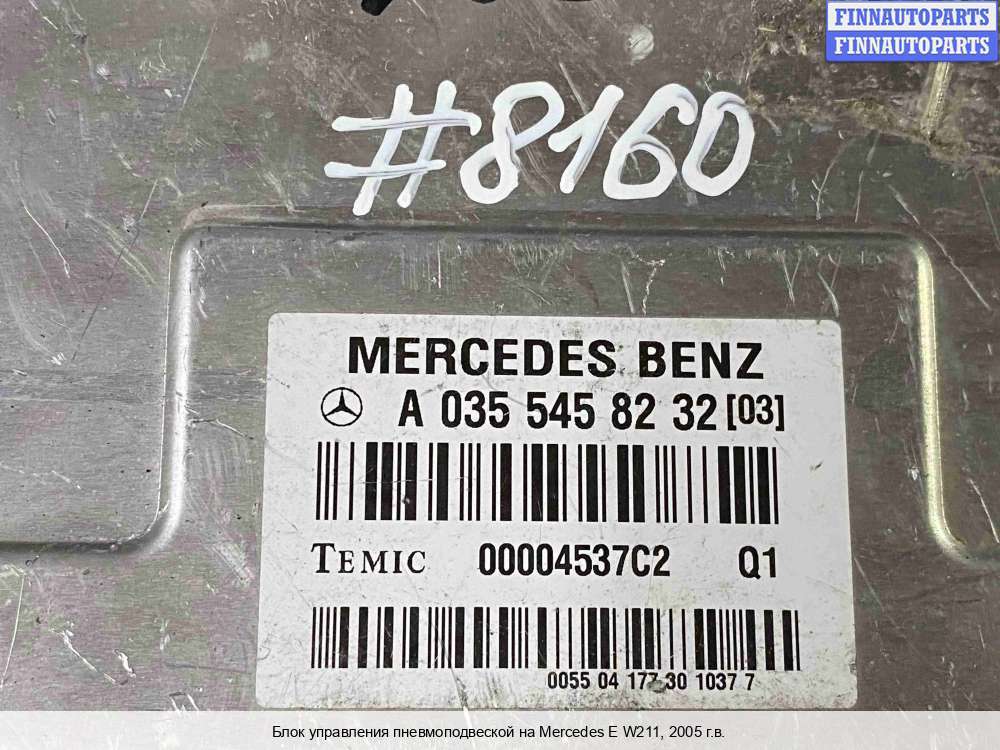 FINNAUTOPARTS
FINNAUTOPARTS
#8160
MERCEDES BENZ
A 035 545 82 32 [03]
TEMIC 00004537C2 Q1
0055 04 177 30 1037 7
Блок управления пневмоподвеской на Mercedes E W211, 2005 г.в.